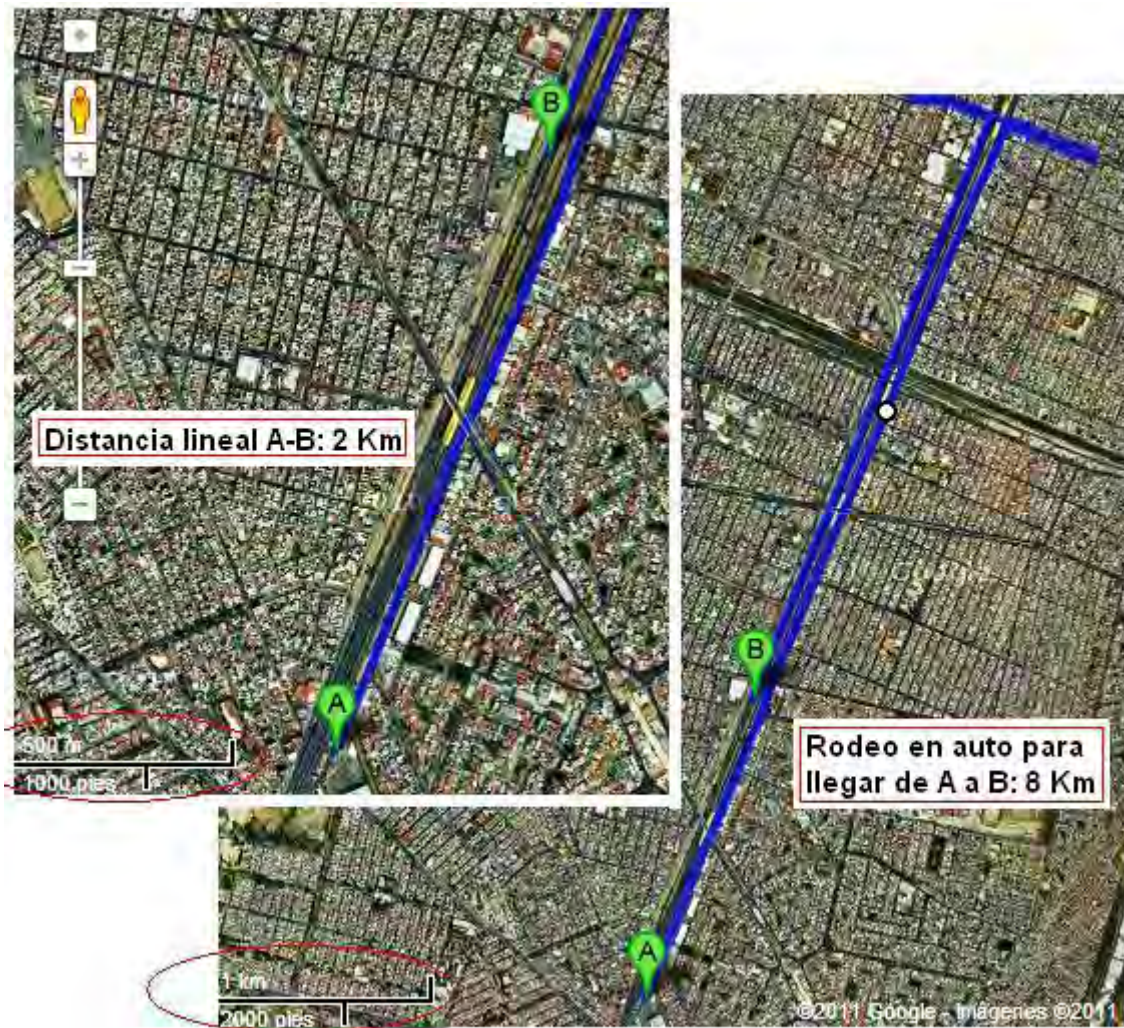 B
Distancia lineal A-B: 2 Km
A
500 m
1000 pies
B
Rodeo en auto para
llegar de A a B: 8 Km
A
1 km
2000 pies
©2011 Google - Imágenes ©2011